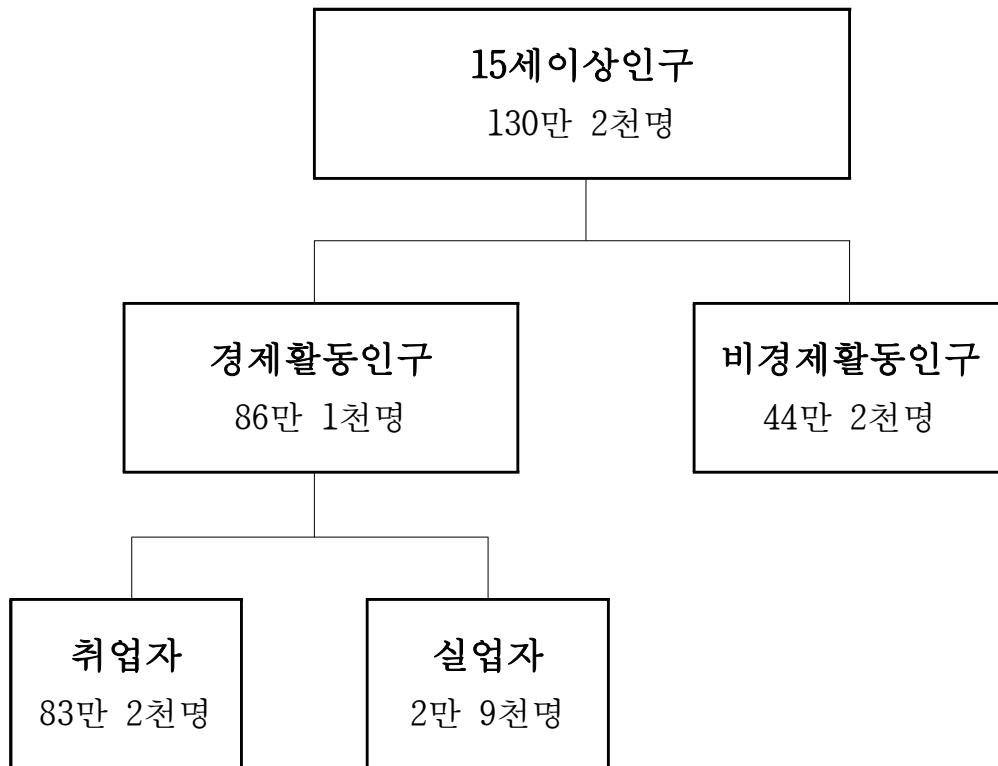 15세이상인구
130만 2천명
경제활동인구
86만 1천명
비경제활동인구
44만 2천명
취업자
83만 2천명
실업자
2만 9천명